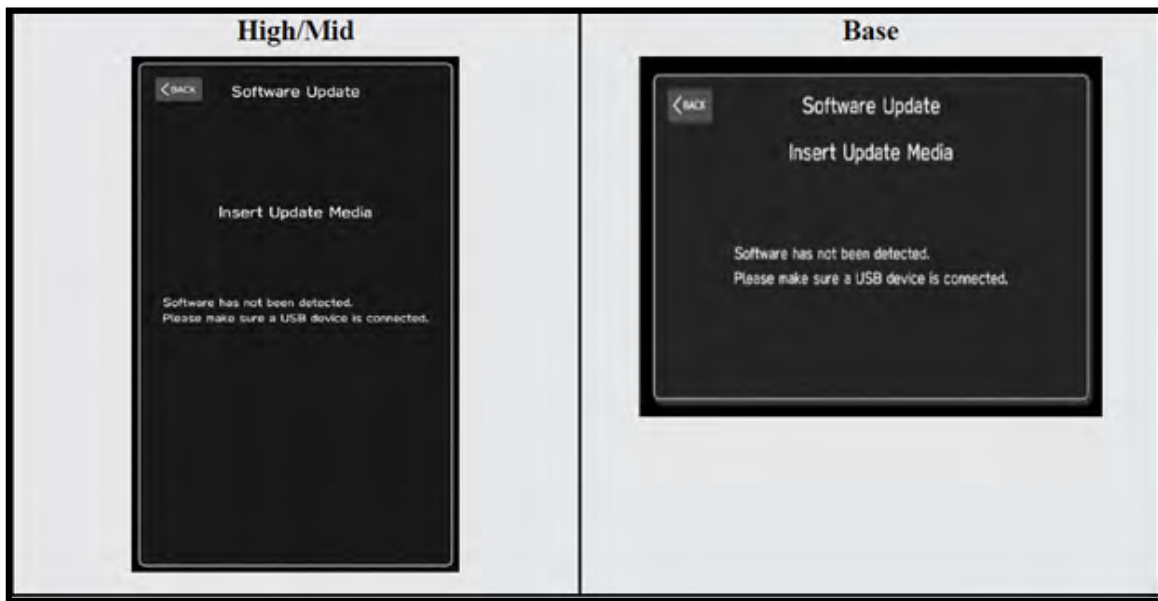 High/Mid
< BACK
Software Update
Insert Update Media
Software has not been detected.
Please make sure a USB device is connected.
Base
< BACK
Software Update
Insert Update Media
Software has not been detected.
Please make sure a USB device is connected.